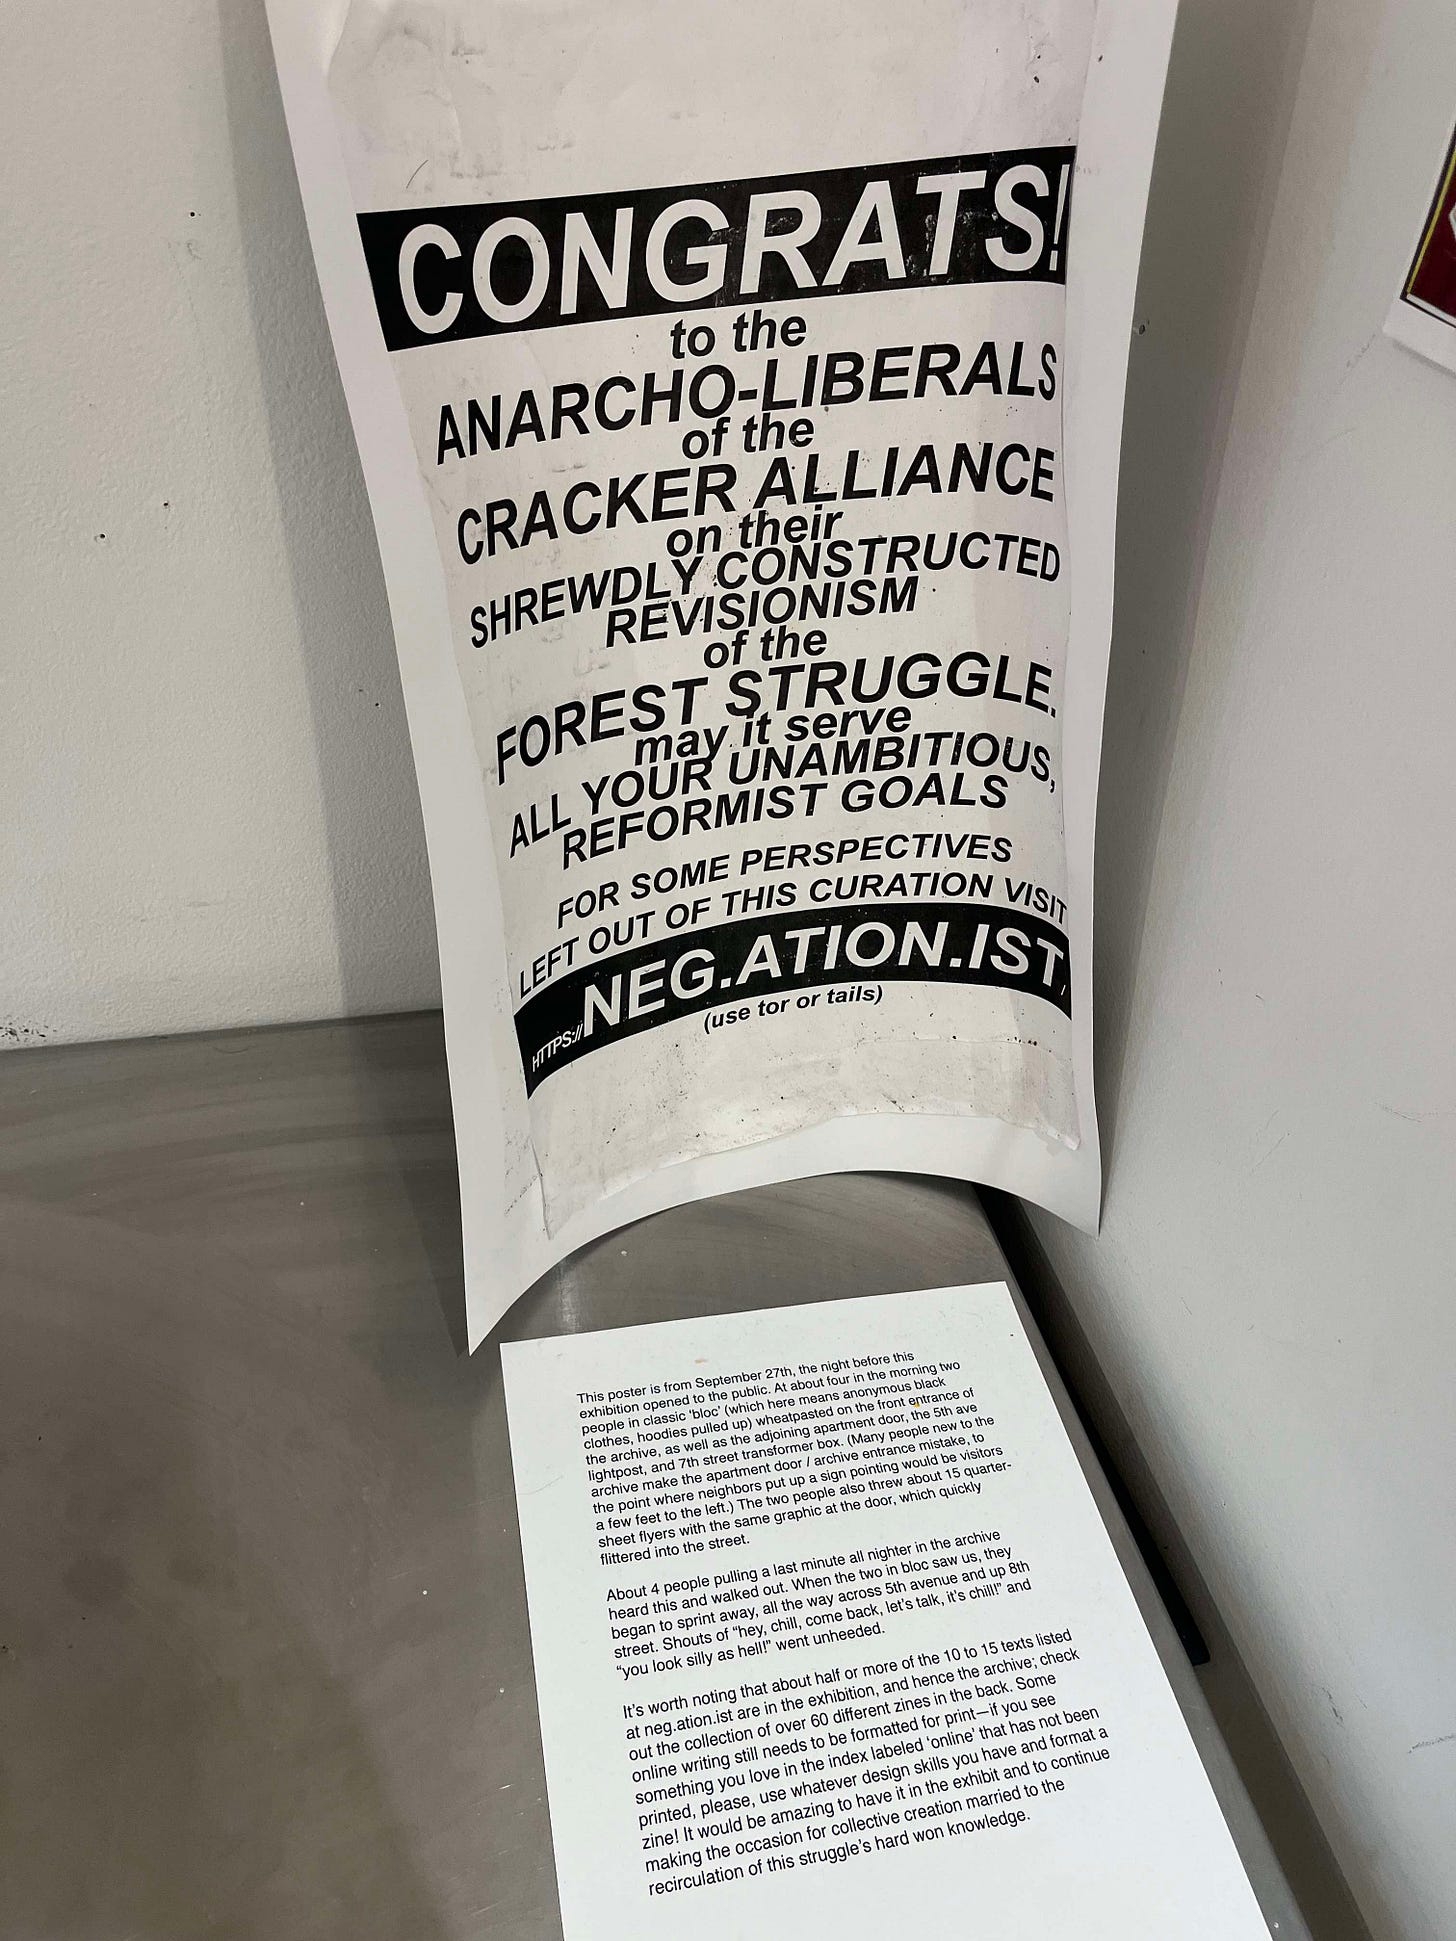 CONGRATS!
to the
ANARCHO-LIBERALS
of the
CRACKER ALLIANCE
on their
SHREWDLY CONSTRUCTED
REVISIONISM
of the
FOREST STRUGGLE.
may it serve
ALL YOUR UNAMBITIOUS,
REFORMIST GOALS
FOR SOME PERSPECTIVES
LEFT OUT OF THIS CURATION VISIT
HTTPS://NEG.ATION.IST,
(use tor or tails)
This poster is from September 27th, the night before this
exhibition opened to the public. At about four in the morning two
people in classic ‘bloc’ (which here means anonymous black
clothes, hoodies pulled up) wheatpasted on the front entrance of
the archive, as well as the adjoining apartment door, the 5th ave
lightpost, and 7th street transformer box. (Many people new to the
archive make the apartment door / archive entrance mistake, to
the point where neighbors put up a sign pointing would be visitors
a few feet to the left.) The two people also threw about 15 quarter-
sheet flyers with the same graphic at the door, which quickly
flittered into the street.
About 4 people pulling a last minute all nighter in the archive
heard this and walked out. When the two in bloc saw us, they
began to sprint away, all the way across 5th avenue and up 8th
street. Shouts of “hey, chill, come back, let’s talk, it’s chill!” and
“you look silly as hell!” went unheeded.
It’s worth noting that about half or more of the 10 to 15 texts listed
at neg.ation.ist are in the exhibition, and hence the archive; check
out the collection of over 60 different zines in the back. Some
online writing still needs to be formatted for print—if you see
something you love in the index labeled ‘online’ that has not been
printed, please, use whatever design skills you have and format a
zine! It would be amazing to have it in the exhibit and to continue
making the occasion for collective creation married to the
recirculation of this struggle’s hard won knowledge.